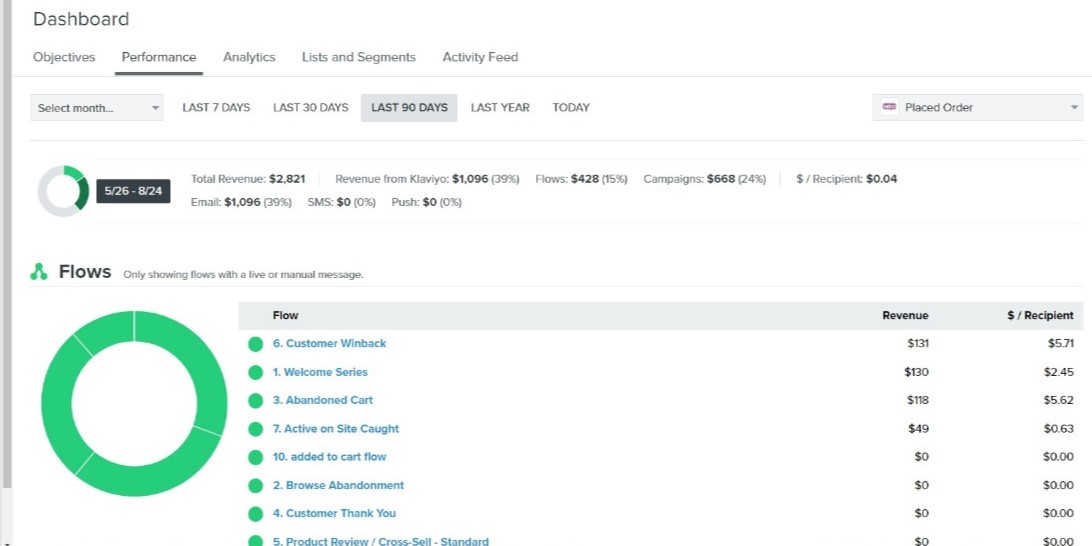 Dashboard
Objectives Performance Analytics Lists and Segments Activity Feed
Select month... LAST 7 DAYS LAST 30 DAYS LAST 90 DAYS LAST YEAR TODAY Placed Order
Total Revenue: $2,821 Revenue from Klaviyo: $1,096 (39%) Flows: $428 (15%) Campaigns: $668 (24%) $ / Recipient: $0.04
5/26 - 8/24
Email: $1,096 (39%) SMS: $0 (0%) Push: $0 (0%)
Flows Only showing flows with a live or manual message.
Flow Revenue $ / Recipient
6. Customer Winback $131 $5.71
1. Welcome Series $130 $2.45
3. Abandoned Cart $118 $5.62
7. Active on Site Caught $49 $0.63
10. added to cart flow $0 $0.00
2. Browse Abandonment $0 $0.00
4. Customer Thank You $0 $0.00
5. Product Review / Cross-Sell - Standard $0 $0.00